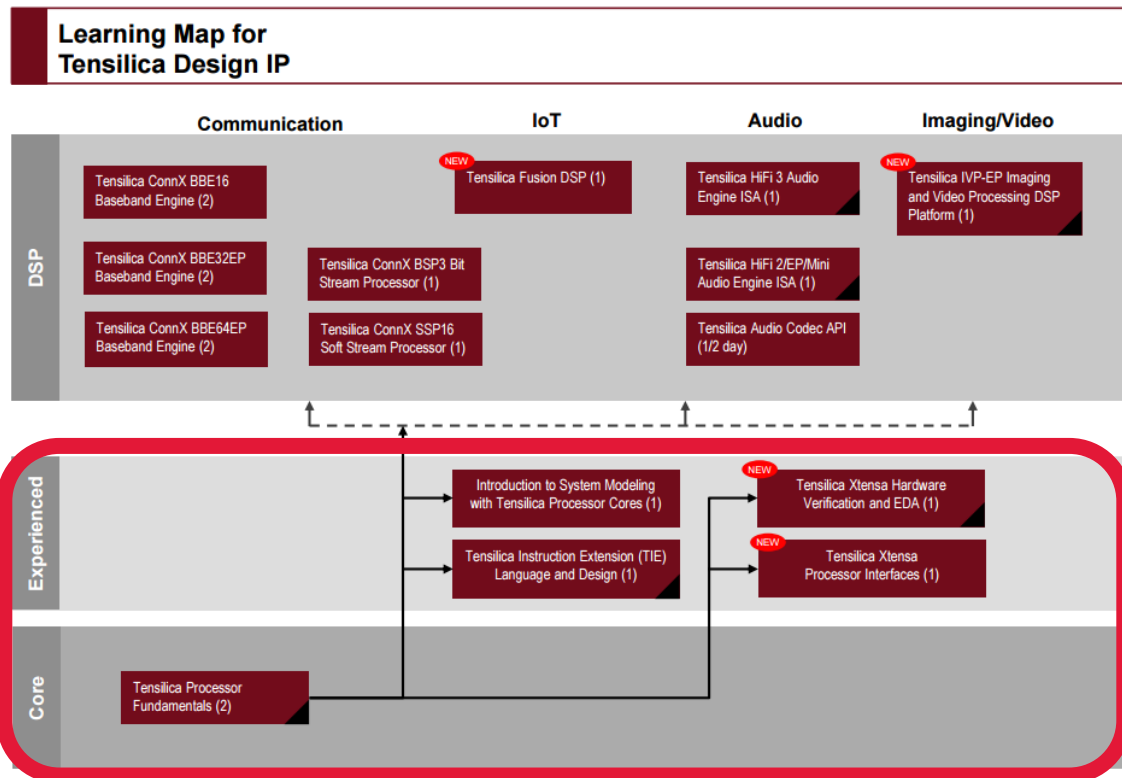 Learning Map for
Tensilica Design IP
Communication
IoT
Audio
Imaging/Video
DSP
Tensilica ConnX BBE16
Baseband Engine (2)
NEW
Tensilica Fusion DSP (1)
Tensilica HiFi 3 Audio
Engine ISA (1)
NEW
Tensilica IVP-EP Imaging
and Video Processing DSP
Platform (1)
Tensilica ConnX BBE32EP
Baseband Engine (2)
Tensilica ConnX BSP3 Bit
Stream Processor (1)
Tensilica HiFi 2/EP/Mini
Audio Engine ISA (1)
Tensilica ConnX BBE64EP
Baseband Engine (2)
Tensilica ConnX SSP16
Soft Stream Processor (1)
Tensilica Audio Codec API
(1/2 day)
Experienced
Introduction to System Modeling
with Tensilica Processor Cores (1)
NEW
Tensilica Xtensa Hardware
Verification and EDA (1)
Tensilica Instruction Extension (TIE)
Language and Design (1)
NEW
Tensilica Xtensa
Processor Interfaces (1)
Core
Tensilica Processor
Fundamentals (2)